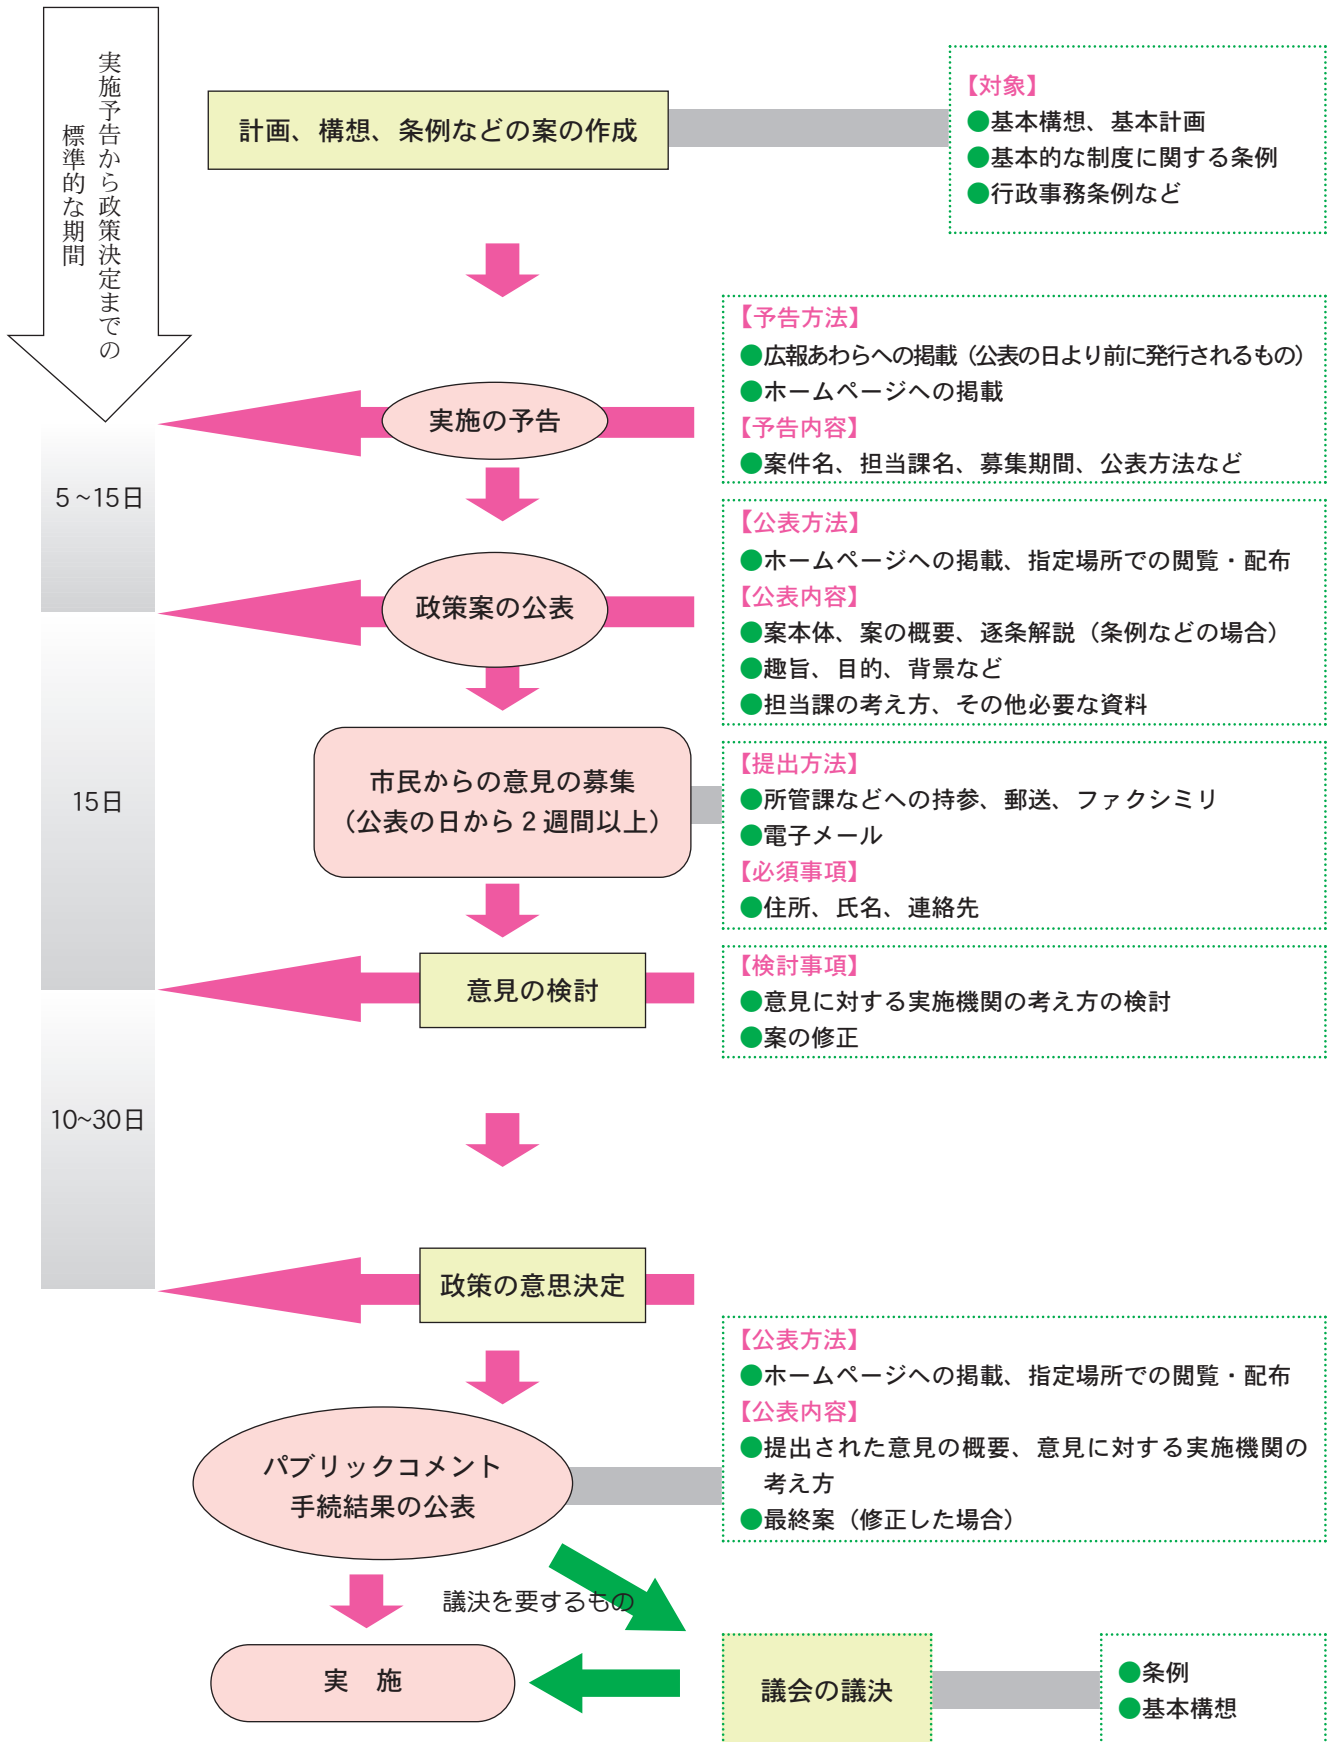 実施予告から政策決定までの
標準的な期間
計画、構想、条例などの案の作成
【対象】
●基本構想、基本計画
●基本的な制度に関する条例
●行政事務条例など
実施の予告
【予告方法】
●広報あわらへの掲載（公表の日より前に発行されるもの）
●ホームページへの掲載
【予告内容】
●案件名、担当課名、募集期間、公表方法など
5~15日
政策案の公表
【公表方法】
●ホームページへの掲載、指定場所での閲覧・配布
【公表内容】
●案本体、案の概要、逐条解説（条例などの場合）
●趣旨、目的、背景など
●担当課の考え方、その他必要な資料
15日
市民からの意見の募集
（公表の日から２週間以上）
【提出方法】
●所管課などへの持参、郵送、ファクシミリ
●電子メール
【必須事項】
●住所、氏名、連絡先
意見の検討
【検討事項】
●意見に対する実施機関の考え方の検討
●案の修正
10~30日
政策の意思決定
パブリックコメント
手続結果の公表
【公表方法】
●ホームページへの掲載、指定場所での閲覧・配布
【公表内容】
●提出された意見の概要、意見に対する実施機関の
考え方
●最終案（修正した場合）
議決を要するもの
実　施
議会の議決
●条例
●基本構想